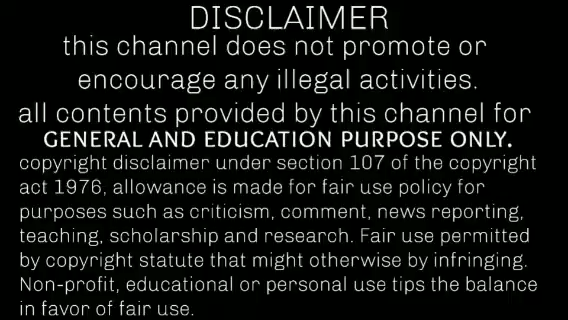 DISCLAIMER
this channel does not promote or
encourage any illegal activities.
all contents provided by this channel for
GENERAL AND EDUCATION PURPOSE ONLY.
copyright disclaimer under section 107 of the copyright
act 1976, allowance is made for fair use policy for
purposes such as criticism, comment, news reporting,
teaching, scholarship and research. Fair use permitted
by copyright statute that might otherwise by infringing.
Non-profit, educational or personal use tips the balance
in favor of fair use.